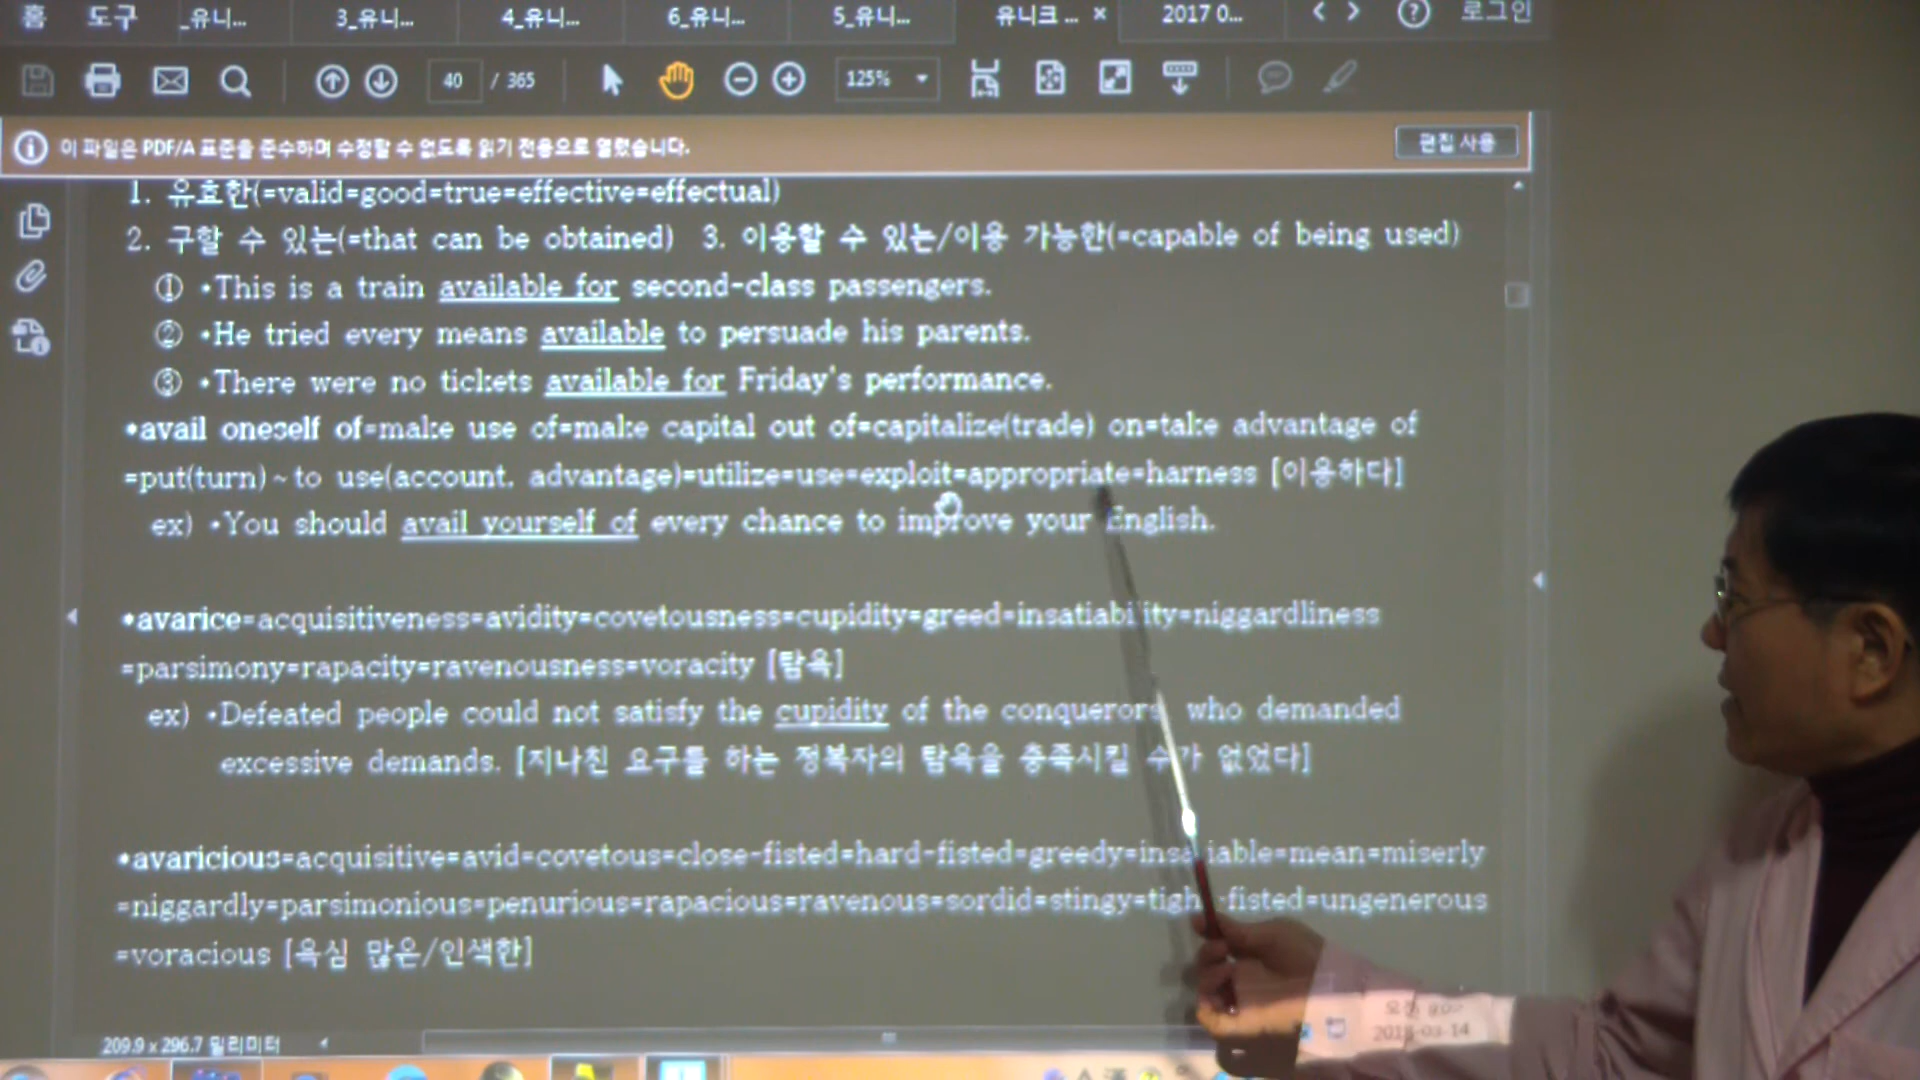 홈 도구 _유니... 3_유니... 4_유니... 6_유니... 5_유니... 유니크 ... × 2017 0... ? 로그인
40 / 365 125%
이 파일은 PDF/A 표준을 준수하며 수정할 수 없도록 읽기 전용으로 열렸습니다. 편집 사용
1. 유효한(=valid=good=true=effective=effectual)
2. 구할 수 있는(=that can be obtained) 3. 이용할 수 있는/이용 가능한(=capable of being used)
① •This is a train available for second-class passengers.
② •He tried every means available to persuade his parents.
③ •There were no tickets available for Friday's performance.
•avail oneself of=make use of=make capital out of=capitalize(trade) on=take advantage of
=put(turn)~to use(account, advantage)=utilize=use=exploit=appropriate=harness [이용하다]
ex) •You should avail yourself of every chance to improve your English.
•avarice=acquisitiveness=avidity=covetousness=cupidity=greed=insatiability=niggardliness
=parsimony=rapacity=ravenousness=voracity [탐욕]
ex) •Defeated people could not satisfy the cupidity of the conquerors who demanded
excessive demands. [지나친 요구를 하는 정복자의 탐욕을 충족시킬 수가 없었다]
•avaricious=acquisitive=avid=covetous=close-fisted=hard-fisted=greedy=insatiable=mean=miserly
=niggardly=parsimonious=penurious=rapacious=ravenous=sordid=stingy=tight-fisted=ungenerous
=voracious [욕심 많은/인색한]
209.9 x 296.7 밀리미터
2018-03-14